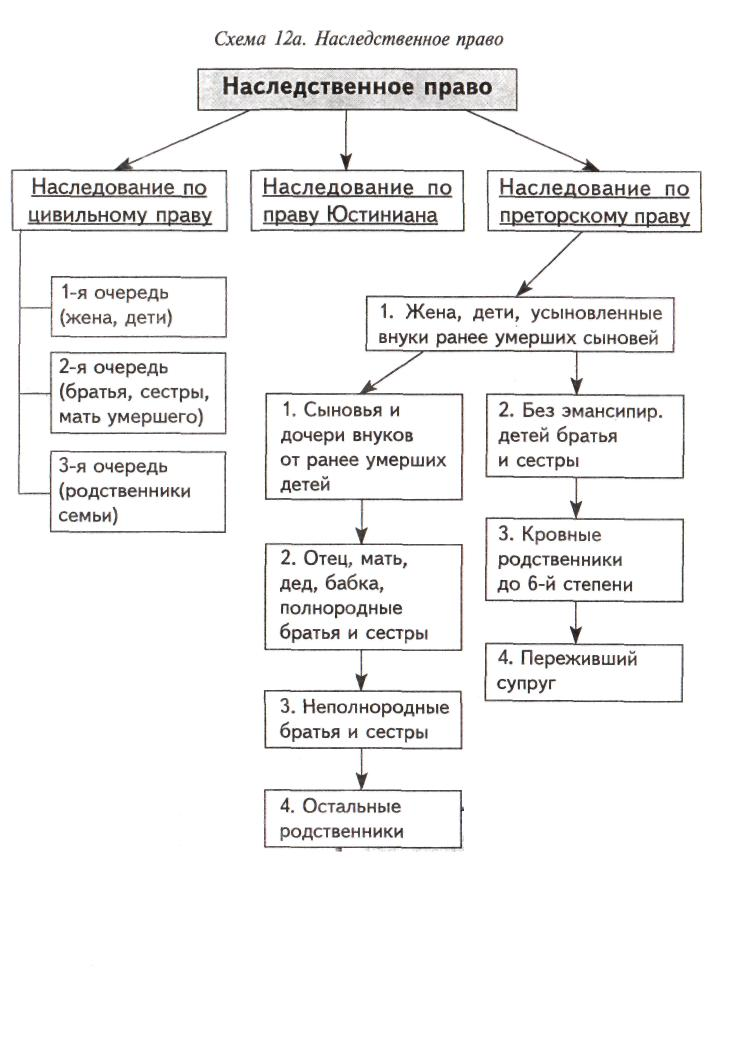 Схема 12а. Наследственное право
Наследственное право
Наследование по
цивильному праву
Наследование по
праву Юстиниана
Наследование по
преторскому праву
1-я очередь
(жена, дети)
2-я очередь
(братья, сестры,
мать умершего)
3-я очередь
(родственники
семьи)
1. Жена, дети, усыновленные
внуки ранее умерших сыновей
1. Сыновья и
дочери внуков
от ранее умерших
детей
2. Отец, мать,
дед, бабка,
полнородные
братья и сестры
3. Неполнородные
братья и сестры
4. Остальные
родственники
2. Без эмансипир.
детей братья
и сестры
3. Кровные
родственники
до 6-й степени
4. Переживший
супруг